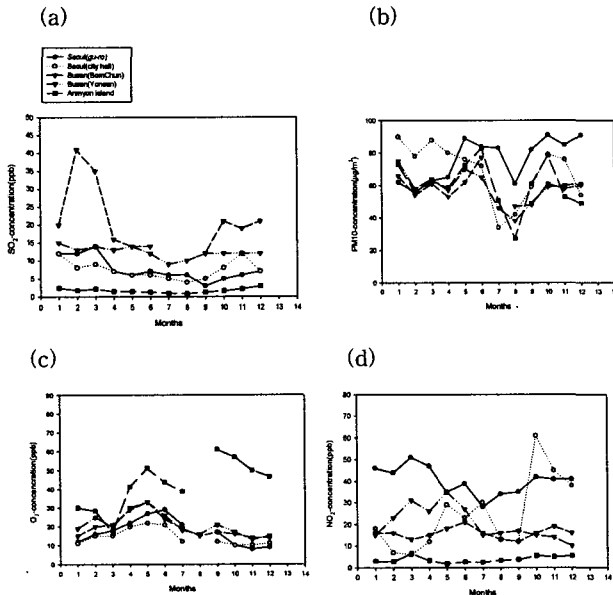 (a)
(b)
Seoul(gu-ro)
Seoul(city hall)
Busan(BemChun)
Busan(Yonsan)
Anmyon Island
SO2-concentration(ppb)
50
45
40
35
30
25
20
15
10
5
0
0 1 2 3 4 5 6 7 8 9 10 11 12 13 14
Months
PM10-concentration(μg/m³)
100
80
60
40
20
0
0 1 2 3 4 5 6 7 8 9 10 11 12 13 14
Months
(c)
(d)
O3-concentration(ppb)
90
80
70
60
50
40
30
20
10
0
0 1 2 3 4 5 6 7 8 9 10 11 12 13 14
Months
NO2-concentration(ppb)
80
70
60
50
40
30
20
10
0
0 1 2 3 4 5 6 7 8 9 10 11 12 13 14
Months